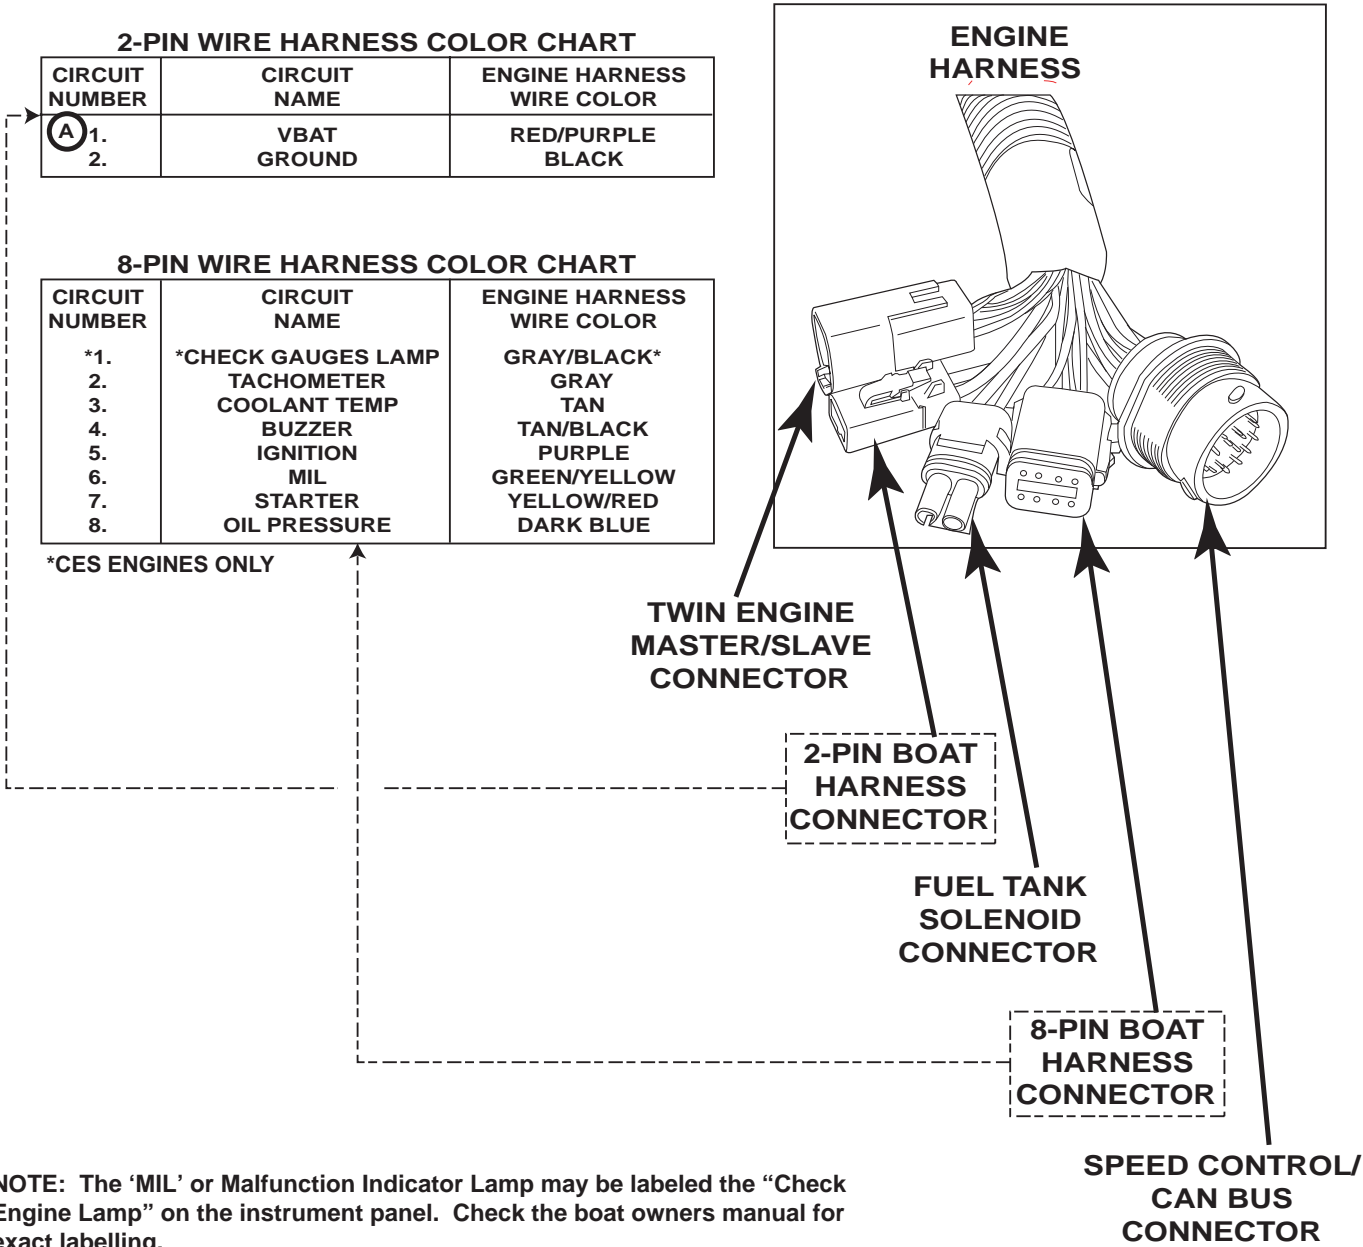 2-PIN WIRE HARNESS COLOR CHART
CIRCUIT NUMBER CIRCUIT NAME ENGINE HARNESS WIRE COLOR
A 1. VBAT RED/PURPLE
2. GROUND BLACK
8-PIN WIRE HARNESS COLOR CHART
CIRCUIT NUMBER CIRCUIT NAME ENGINE HARNESS WIRE COLOR
*1. *CHECK GAUGES LAMP GRAY/BLACK*
2. TACHOMETER GRAY
3. COOLANT TEMP TAN
4. BUZZER TAN/BLACK
5. IGNITION PURPLE
6. MIL GREEN/YELLOW
7. STARTER YELLOW/RED
8. OIL PRESSURE DARK BLUE
*CES ENGINES ONLY
ENGINE
HARNESS
TWIN ENGINE
MASTER/SLAVE
CONNECTOR
2-PIN BOAT
HARNESS
CONNECTOR
FUEL TANK
SOLENOID
CONNECTOR
8-PIN BOAT
HARNESS
CONNECTOR
SPEED CONTROL/
CAN BUS
CONNECTOR
NOTE: The ‘MIL’ or Malfunction Indicator Lamp may be labeled the “Check
Engine Lamp” on the instrument panel. Check the boat owners manual for
exact labelling.